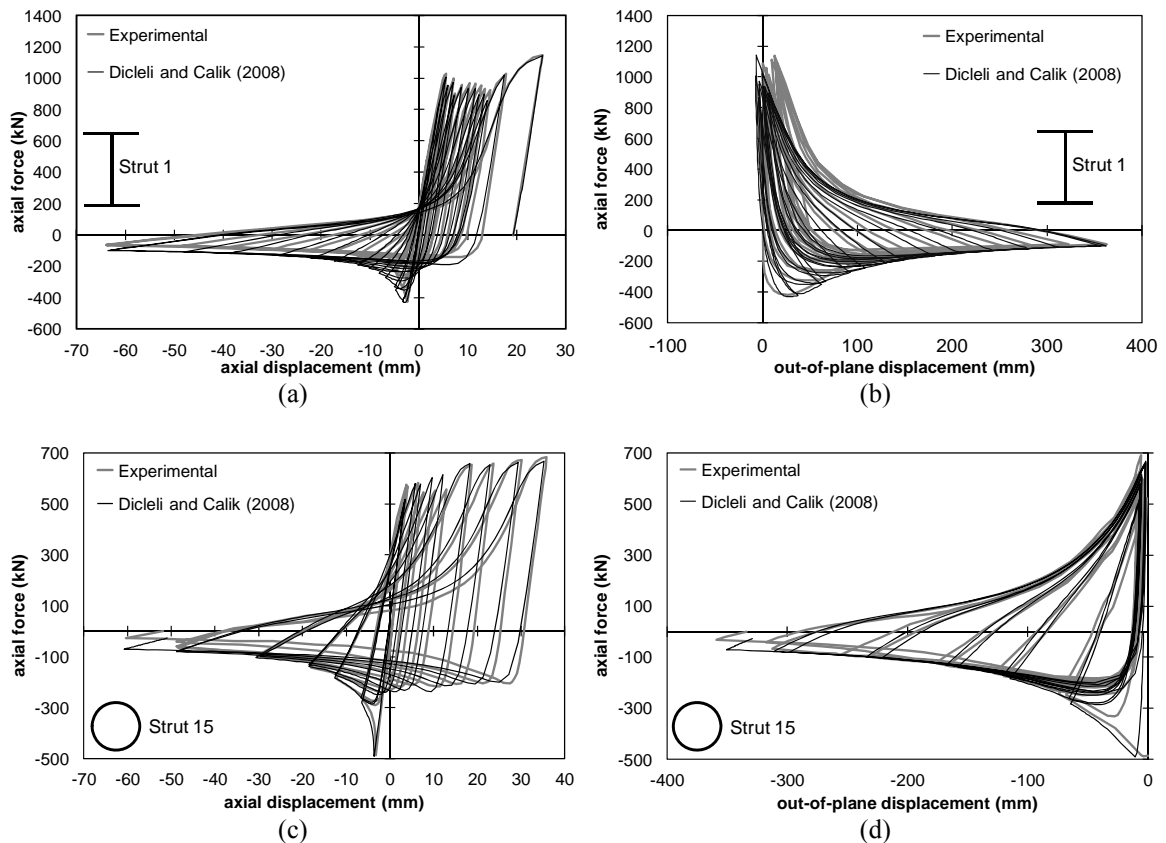 1400
1200
1000
800
600
400
200
0
-200
-400
-600
axial force (kN)
Experimental
Dicleli and Calik (2008)
Strut 1
-70 -60 -50 -40 -30 -20 -10 0 10 20 30
axial displacement (mm)
(a)
1400
1200
1000
800
600
400
200
0
-200
-400
-600
axial force (kN)
Experimental
Dicleli and Calik (2008)
Strut 1
-100 0 100 200 300 400
out-of-plane displacement (mm)
(b)
700
500
300
100
-100
-300
-500
axial force (kN)
Experimental
Dicleli and Calik (2008)
Strut 15
-70 -60 -50 -40 -30 -20 -10 0 10 20 30 40
axial displacement (mm)
(c)
700
500
300
100
-100
-300
-500
axial force (kN)
Experimental
Dicleli and Calik (2008)
Strut 15
-400 -300 -200 -100 0
out-of-plane displacement (mm)
(d)